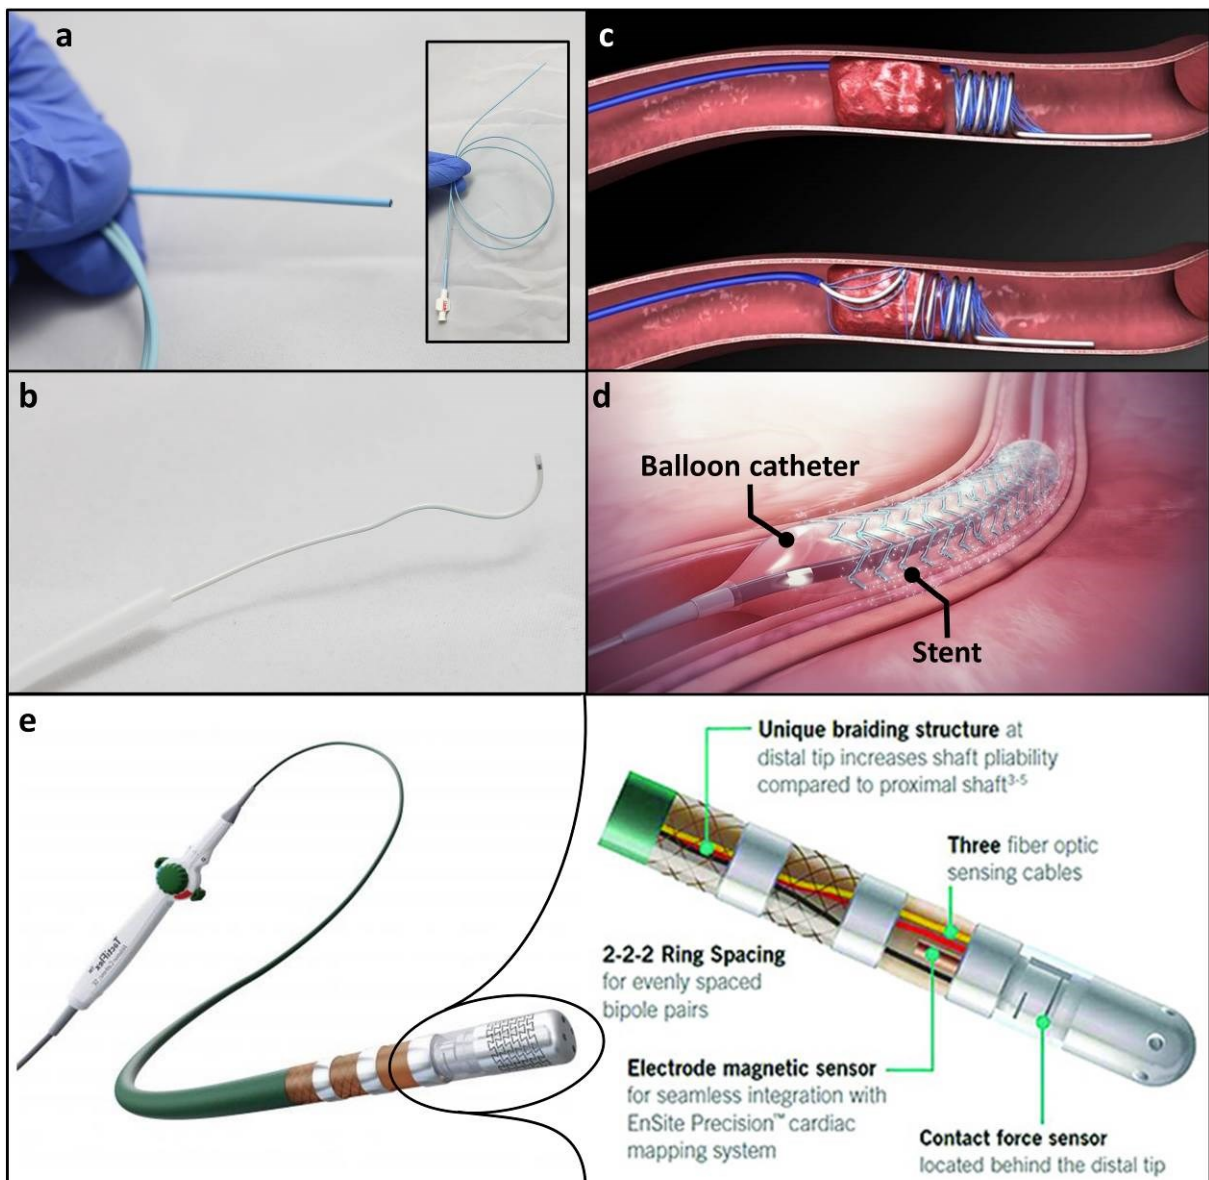 a
c
b
d
Balloon catheter
Stent
e
TactiFlex™
Unique braiding structure at
distal tip increases shaft pliability
compared to proximal shaft³⁻⁵
Three fiber optic
sensing cables
2-2-2 Ring Spacing
for evenly spaced
bipole pairs
Electrode magnetic sensor
for seamless integration with
EnSite Precision™ cardiac
mapping system
Contact force sensor
located behind the distal tip